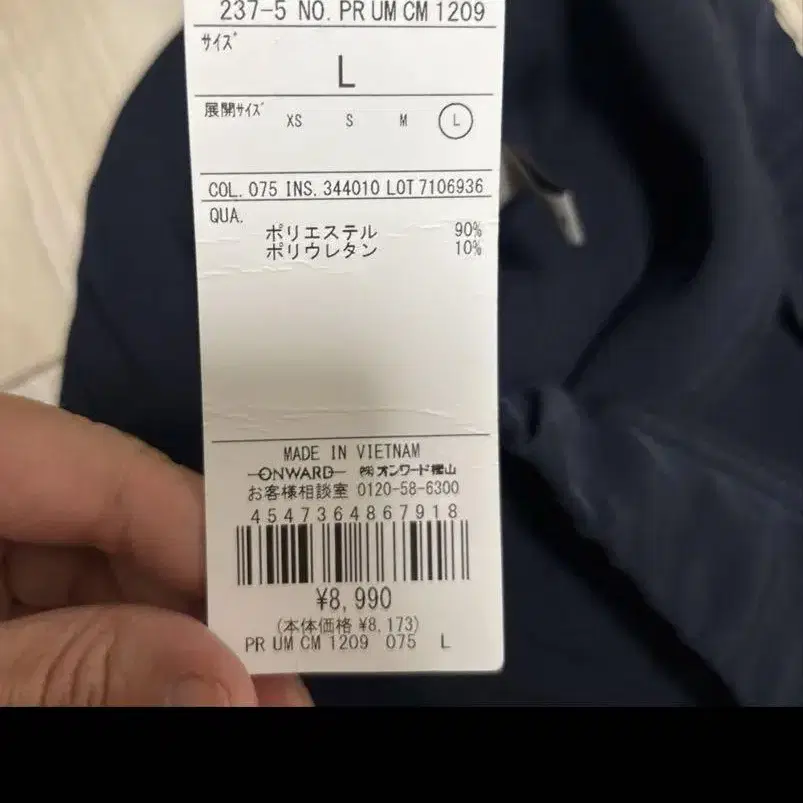 237-5 NO. PR UM CM 1209
サイズ
L
展開サイズ XS S M L
COL. 075 INS. 344010 LOT 7106936
QUA.
ポリエステル 90%
ポリウレタン 10%
MADE IN VIETNAM
ONWARD ㈱オンワード樫山
お客様相談室 0120-58-6300
4547364867918
¥8,990
(本体価格 ¥8,173)
PR UM CM 1209 075 L